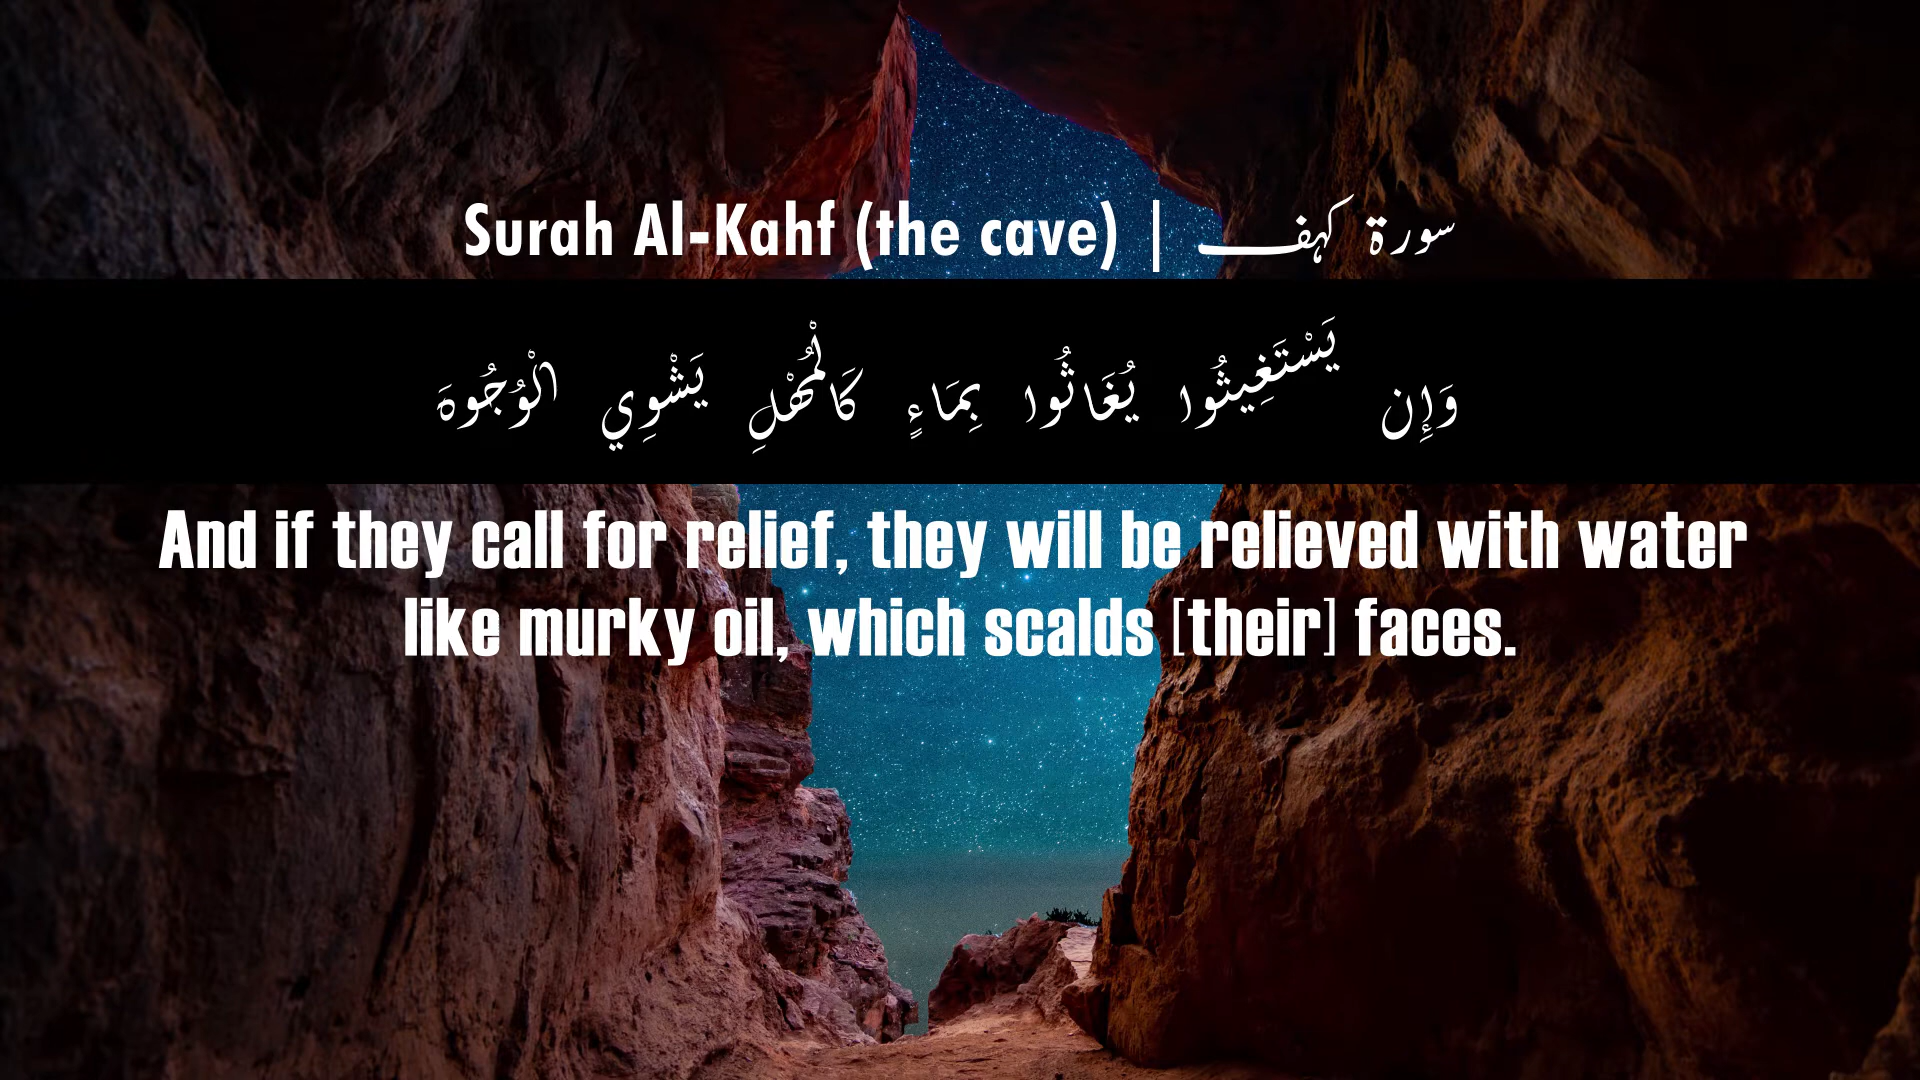 Surah Al-Kahf (the cave) | سورة كهف
وَإِن يَسْتَغِيثُوا يُغَاثُوا بِمَاءٍ كَالْمُهْلِ يَشْوِي الْوُجُوهَ
And if they call for relief, they will be relieved with water
like murky oil, which scalds [their] faces.